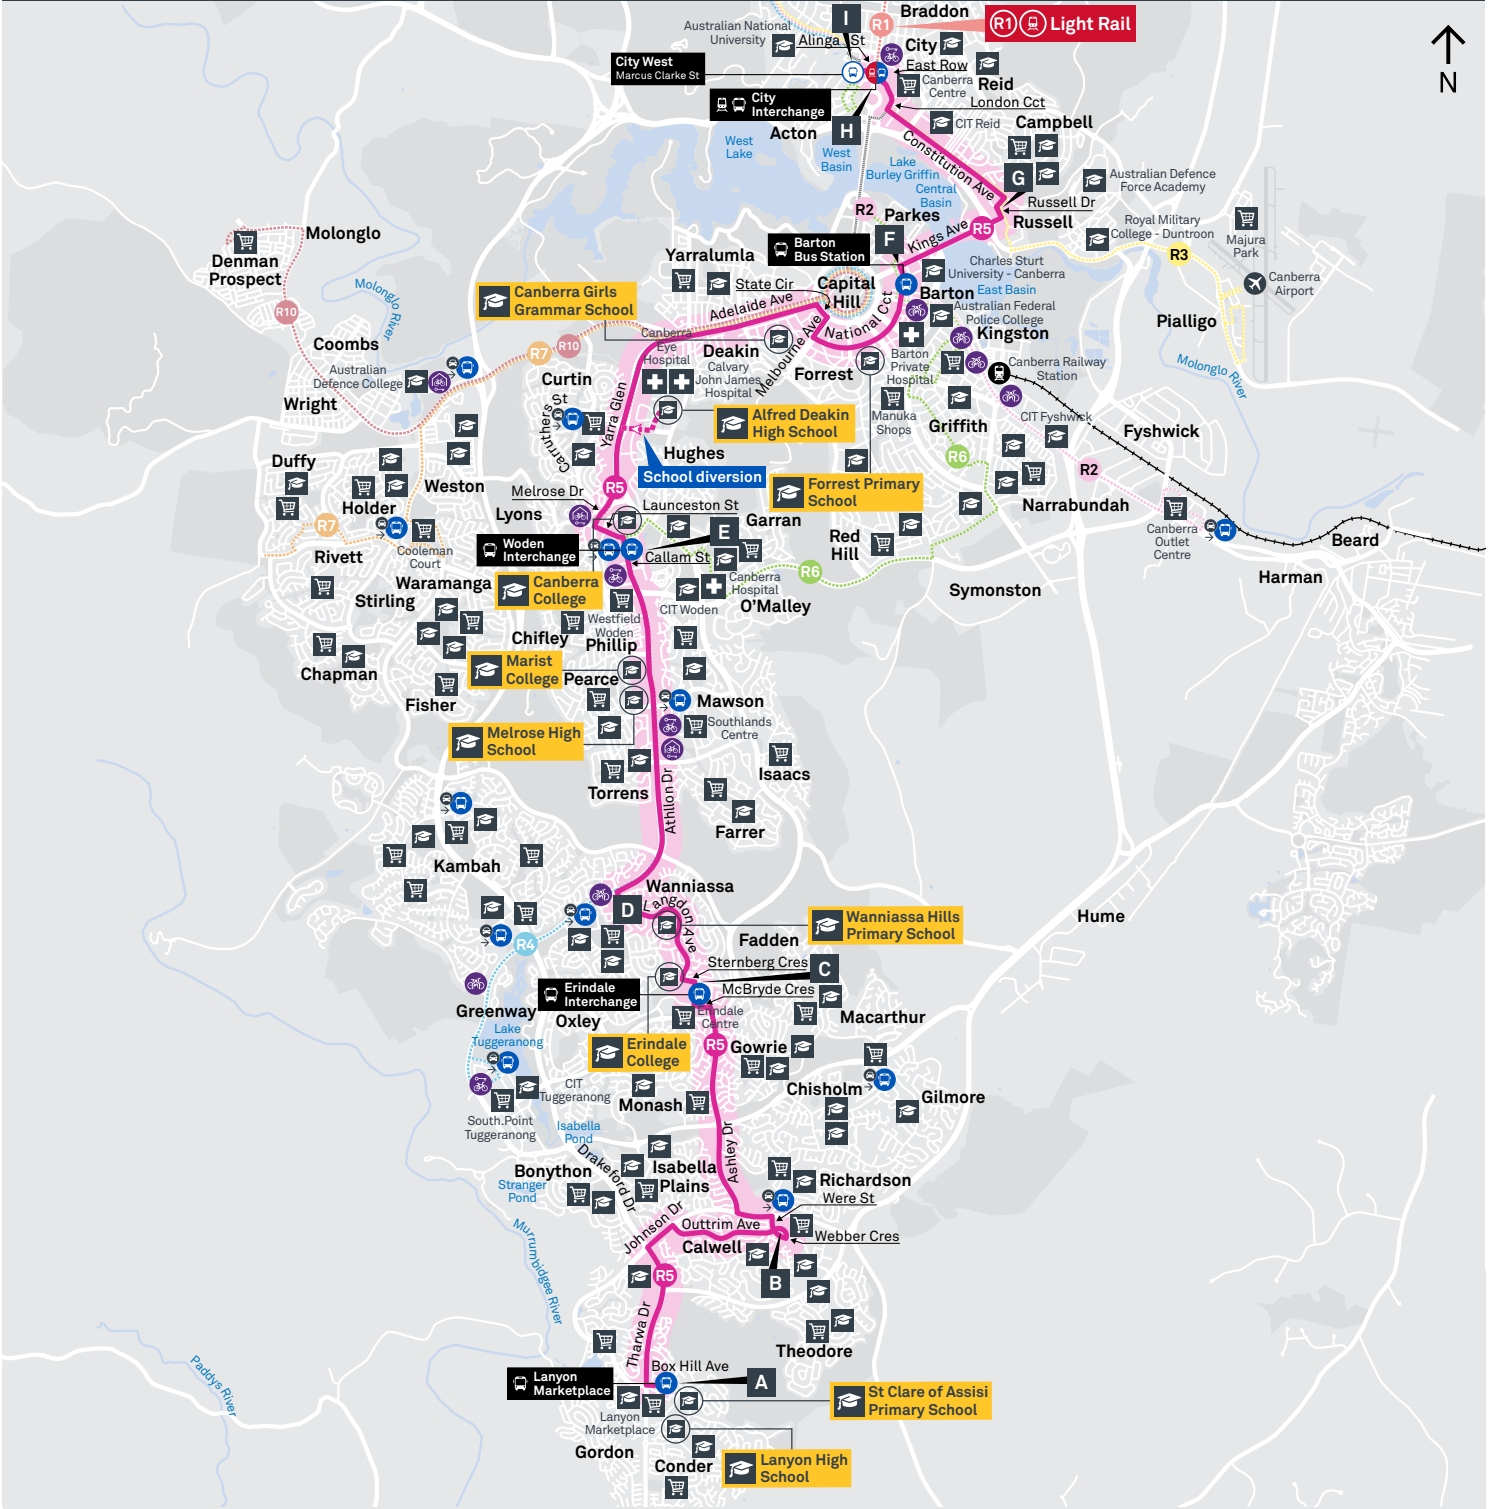 Braddon
I
R1
R1 Light Rail
Australian National
University
Alinga St
City
N
City West
Marcus Clarke St
East Row
Reid
Canberra
Centre
City
Interchange
London Cct
Acton
H
CIT Reid
Campbell
West
Lake
West
Basin
Constitution Ave
Lake
Burley Griffin
Central
Basin
G
Australian Defence
Force Academy
Russell Dr
Russell
R2
Parkes
F
R5
Kings Ave
Royal Military
College - Duntroon
Majura
Park
R3
Molonglo
Denman
Prospect
Barton
Bus Station
Yarralumla
Charles Sturt
University - Canberra
East Basin
Canberra
Airport
Molonglo
River
Canberra Girls
Grammar School
State Cir
Capital
Hill
Barton
Adelaide Ave
National Cct
Australian Federal
Police College
Kingston
Pialligo
R10
Coombs
R7
R10
Canberra
Eye
Hospital
Deakin
Melbourne Ave
Forrest
Barton
Private
Hospital
Canberra Railway
Station
Molonglo River
Australian
Defence College
Curtin
Calvary
John James
Hospital
Wright
Carruthers St
Yarra Glen
Manuka
Shops
Alfred Deakin
High School
Griffith
CIT Fyshwick
Fyshwick
Hughes
School diversion
R6
R2
Duffy
Holder
Weston
R5
Forrest Primary
School
Melrose Dr
Launceston St
Lyons
Garran
E
Narrabundah
R7
Rivett
Cooleman
Court
Woden
Interchange
Callam St
Red
Hill
Canberra
Outlet
Centre
Beard
Harman
Canberra
College
Canberra
Hospital
R6
Symonston
Waramanga
Stirling
CIT Woden
O'Malley
Westfield
Woden
Chifley
Phillip
Chapman
Marist
College
Pearce
Fisher
Mawson
Southlands
Centre
Melrose High
School
Isaacs
Torrens
Athllon Dr
Farrer
Kambah
Wanniassa
D
Langdon Ave
Wanniassa Hills
Primary School
Hume
R4
Fadden
Sternberg Cres
C
Erindale
Interchange
McBryde Cres
Greenway
Oxley
Erindale
Centre
Macarthur
Lake
Tuggeranong
Erindale
College
R5
Gowrie
Chisholm
Gilmore
CIT
Tuggeranong
Monash
South.Point
Tuggeranong
Isabella
Pond
Ashley Dr
Drakeford Dr
Bonython
Stranger
Pond
Isabella
Plains
Richardson
Were St
Johnson Dr
Outtrim Ave
Webber Cres
Calwell
Murrumbidgee River
R5
B
Tharwa Dr
Theodore
Paddys River
Box Hill Ave
Lanyon
Marketplace
A
St Clare of Assisi
Primary School
Lanyon
Marketplace
Gordon
Conder
Lanyon High
School